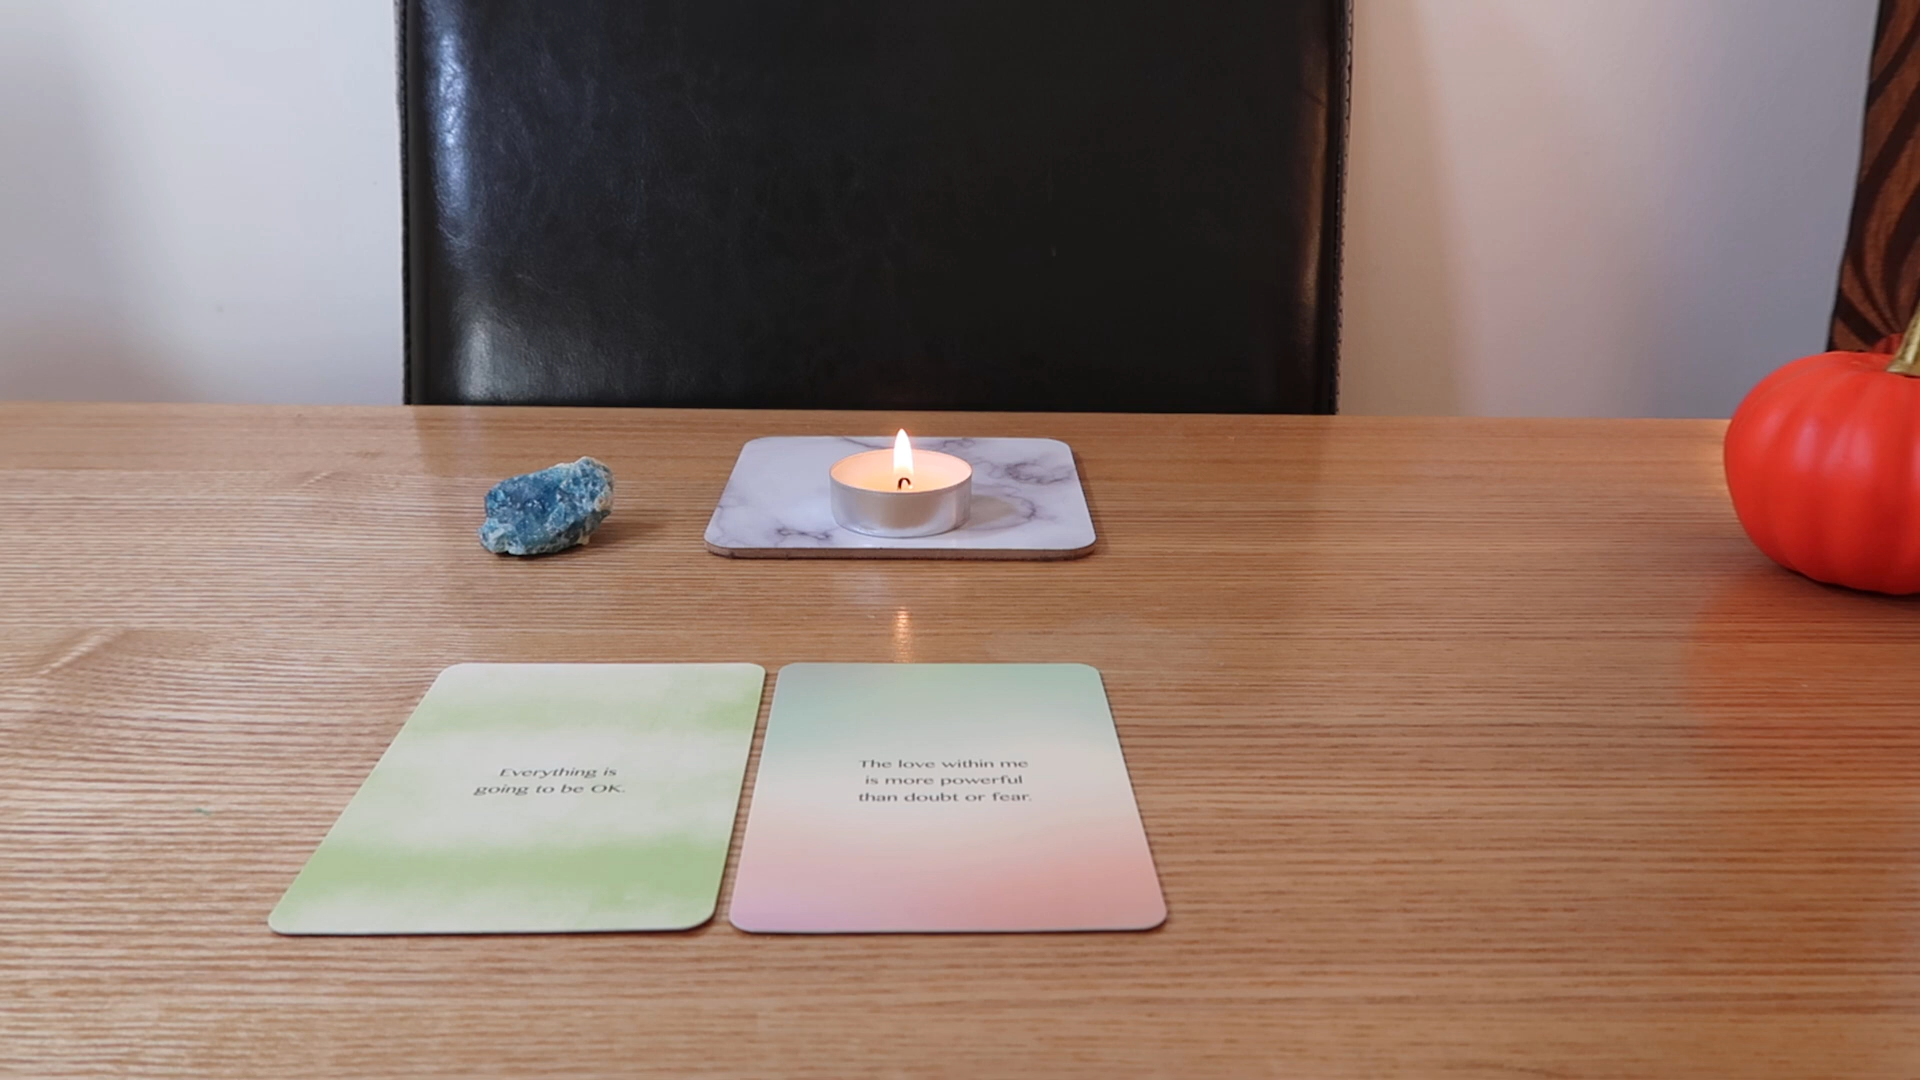 Everything is
going to be OK.
The love within me
is more powerful
than doubt or fear.